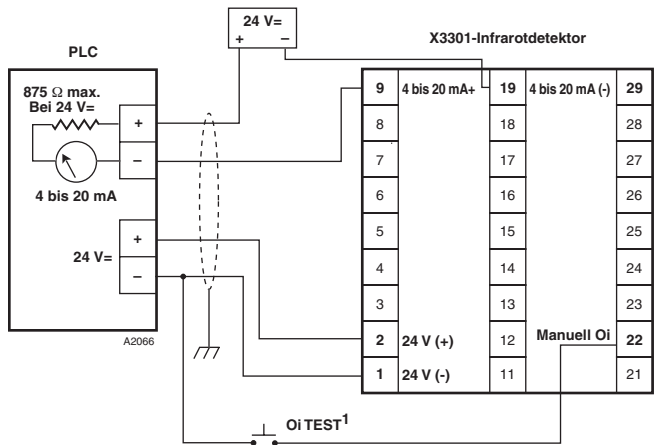 24 V=
+ –
PLC
X3301-Infrarotdetektor
875 Ω max.
Bei 24 V=
+
–
4 bis 20 mA
24 V=
+
–
A2066
9 4 bis 20 mA+ 19 4 bis 20 mA (-) 29
8 18 28
7 17 27
6 16 26
5 15 25
4 14 24
3 13 23
2 24 V (+) 12 Manuell Oi 22
1 24 V (-) 11 21
Oi TEST1